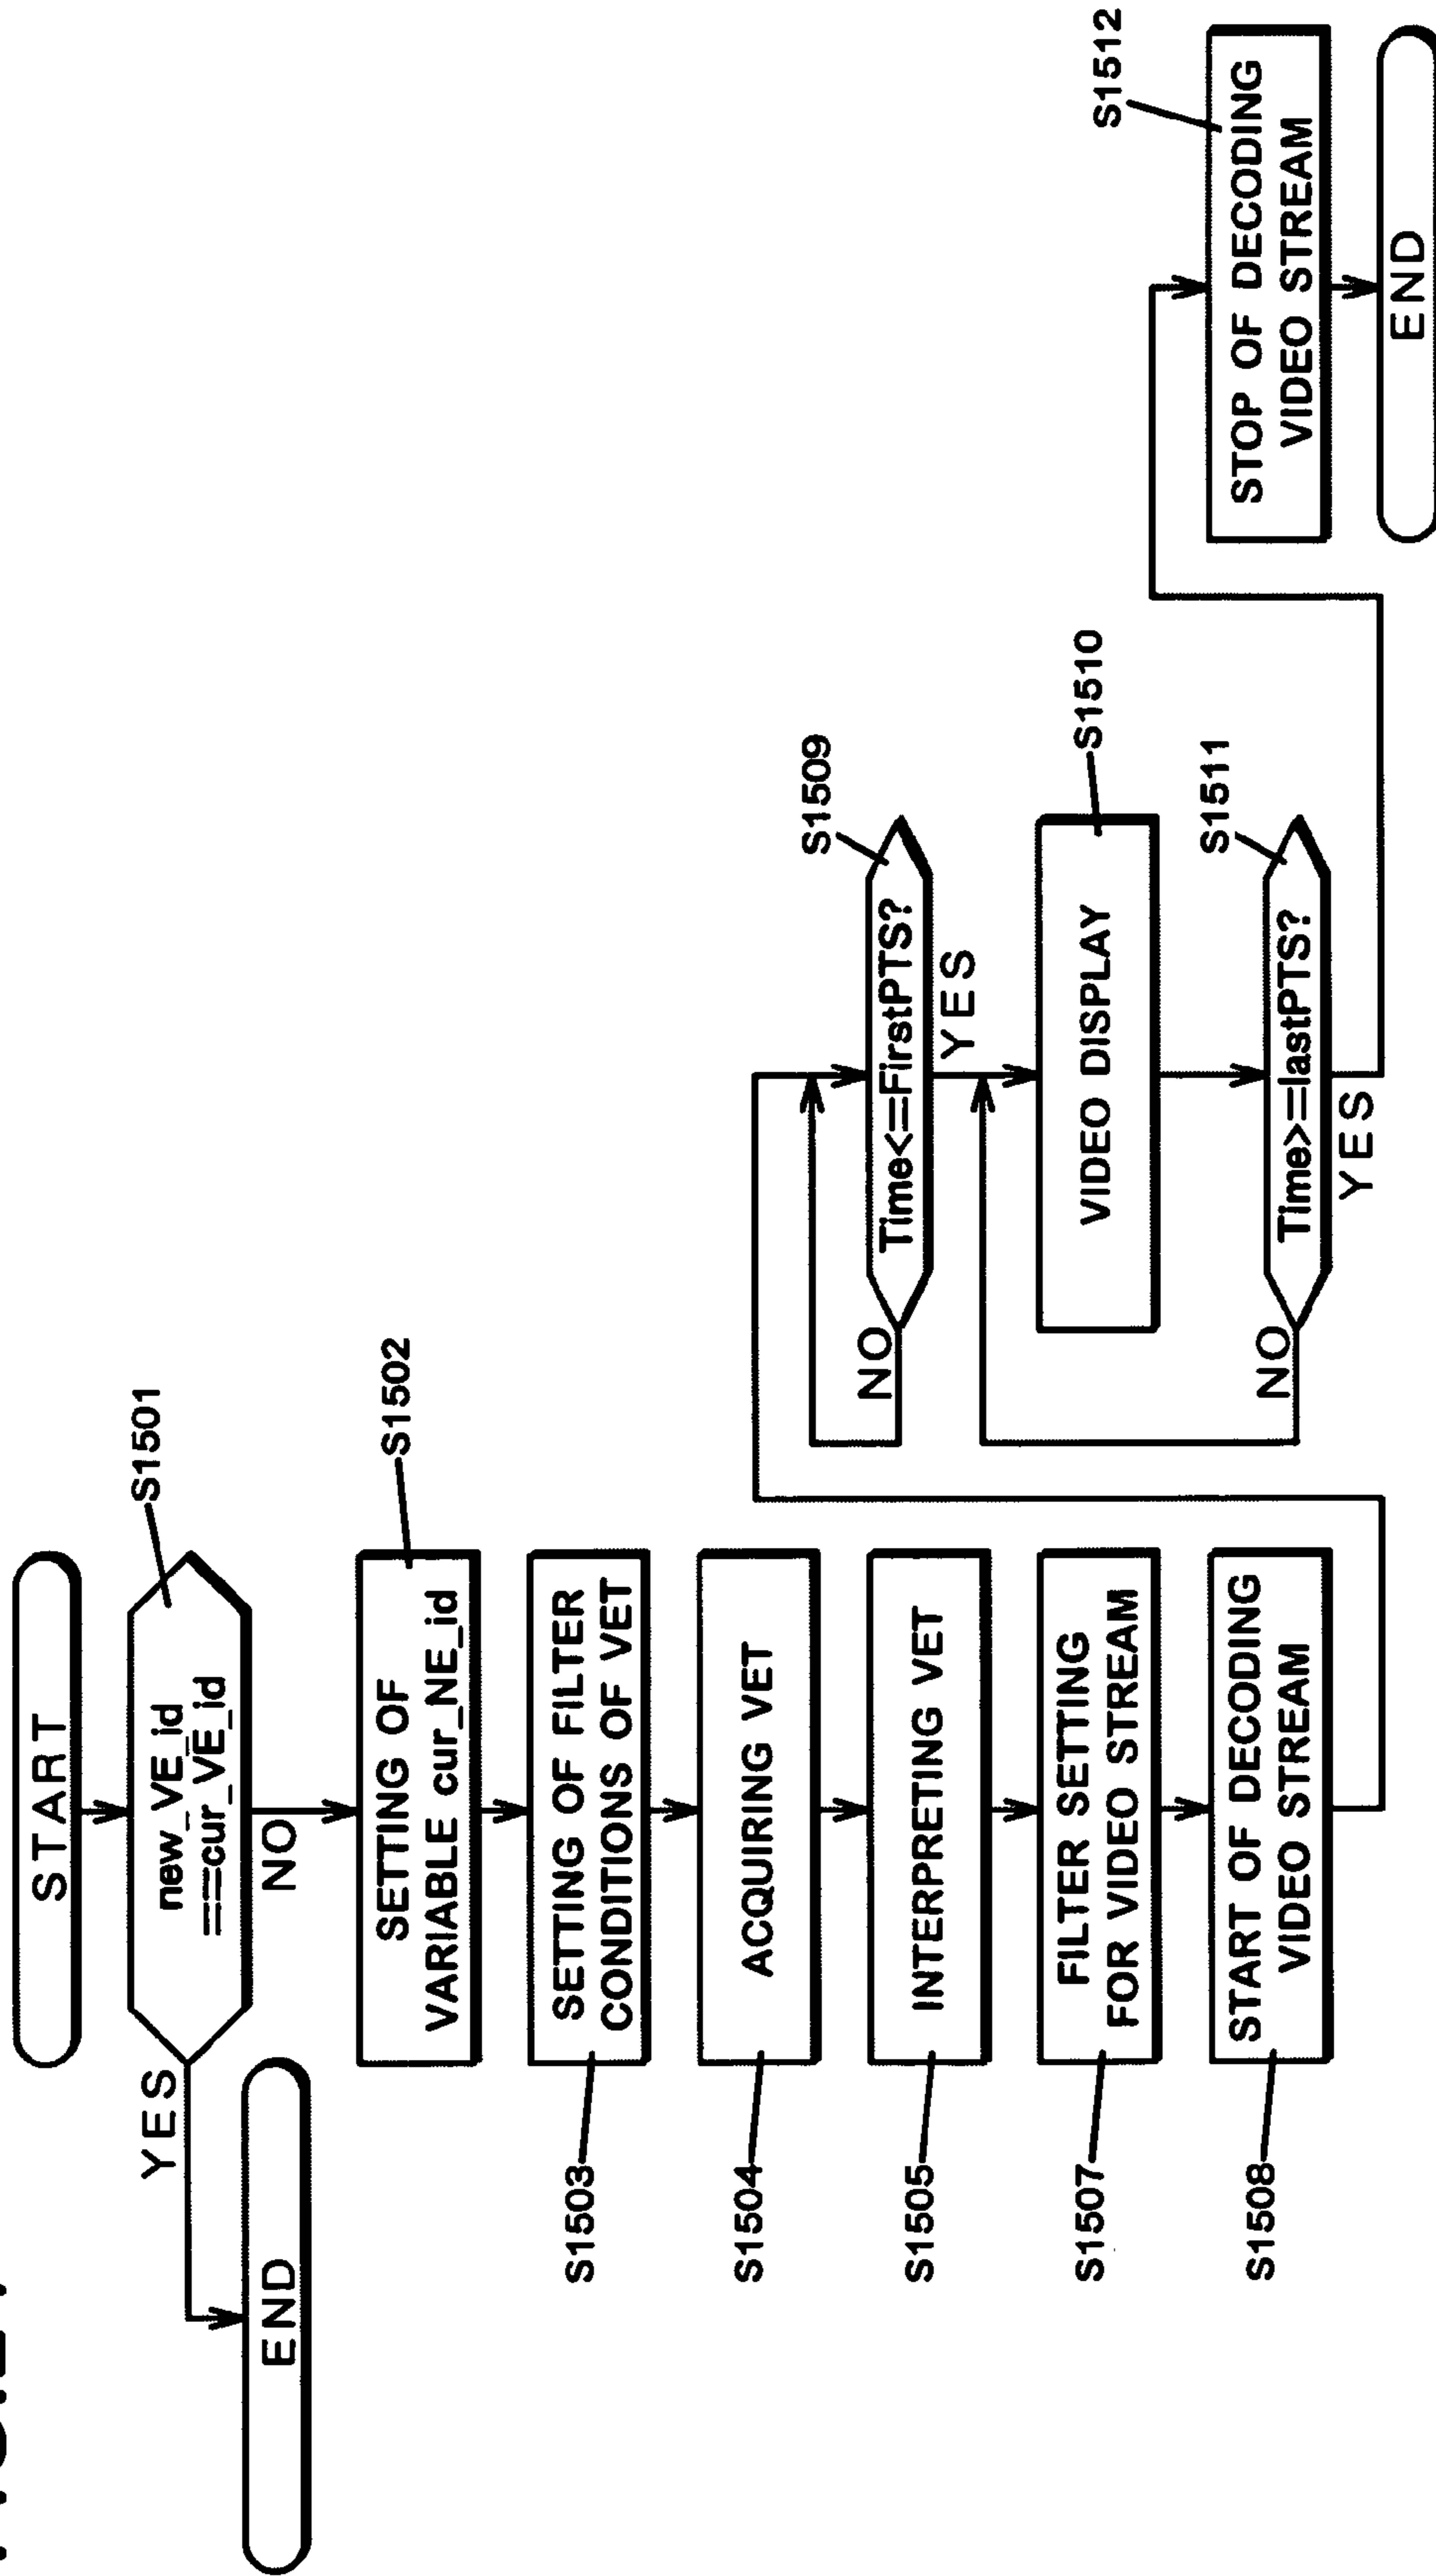 START
S1501
new_VE_id
==cur_VE_id
YES
NO
END
S1502
SETTING OF
VARIABLE cur_NE_id
SETTING OF FILTER
CONDITIONS OF VET
S1503
ACQUIRING VET
S1504
INTERPRETING VET
S1505
FILTER SETTING
FOR VIDEO STREAM
S1507
START OF DECODING
VIDEO STREAM
S1508
S1509
Time<=FirstPTS?
NO
YES
S1510
VIDEO DISPLAY
S1511
Time>=lastPTS?
NO
YES
S1512
STOP OF DECODING
VIDEO STREAM
END